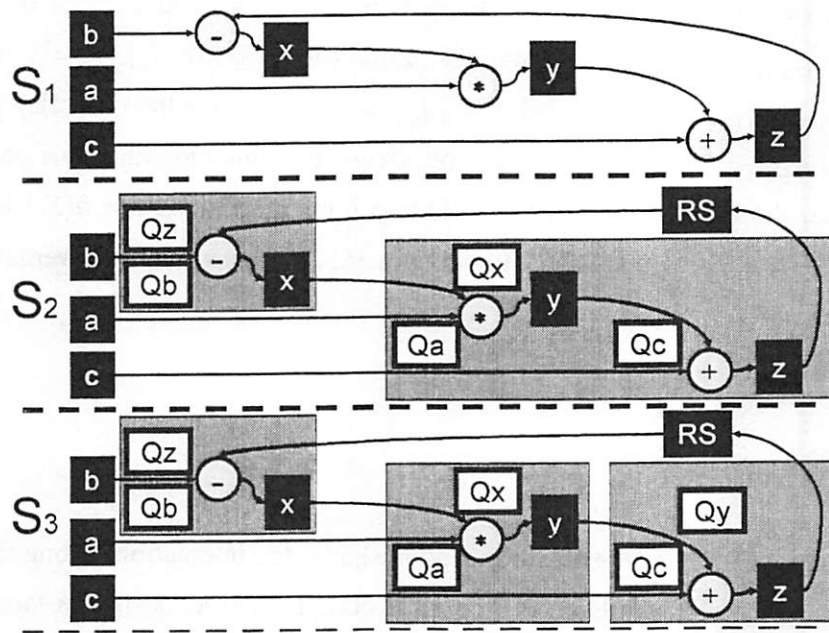 b
-
x
S1
a
*
y
c
+
z
RS
Qz
b
-
Qb
x
Qx
S2
a
*
y
Qa
Qc
c
+
z
RS
Qz
b
-
Qb
x
Qx
S3
a
*
y
Qy
Qa
Qc
c
+
z